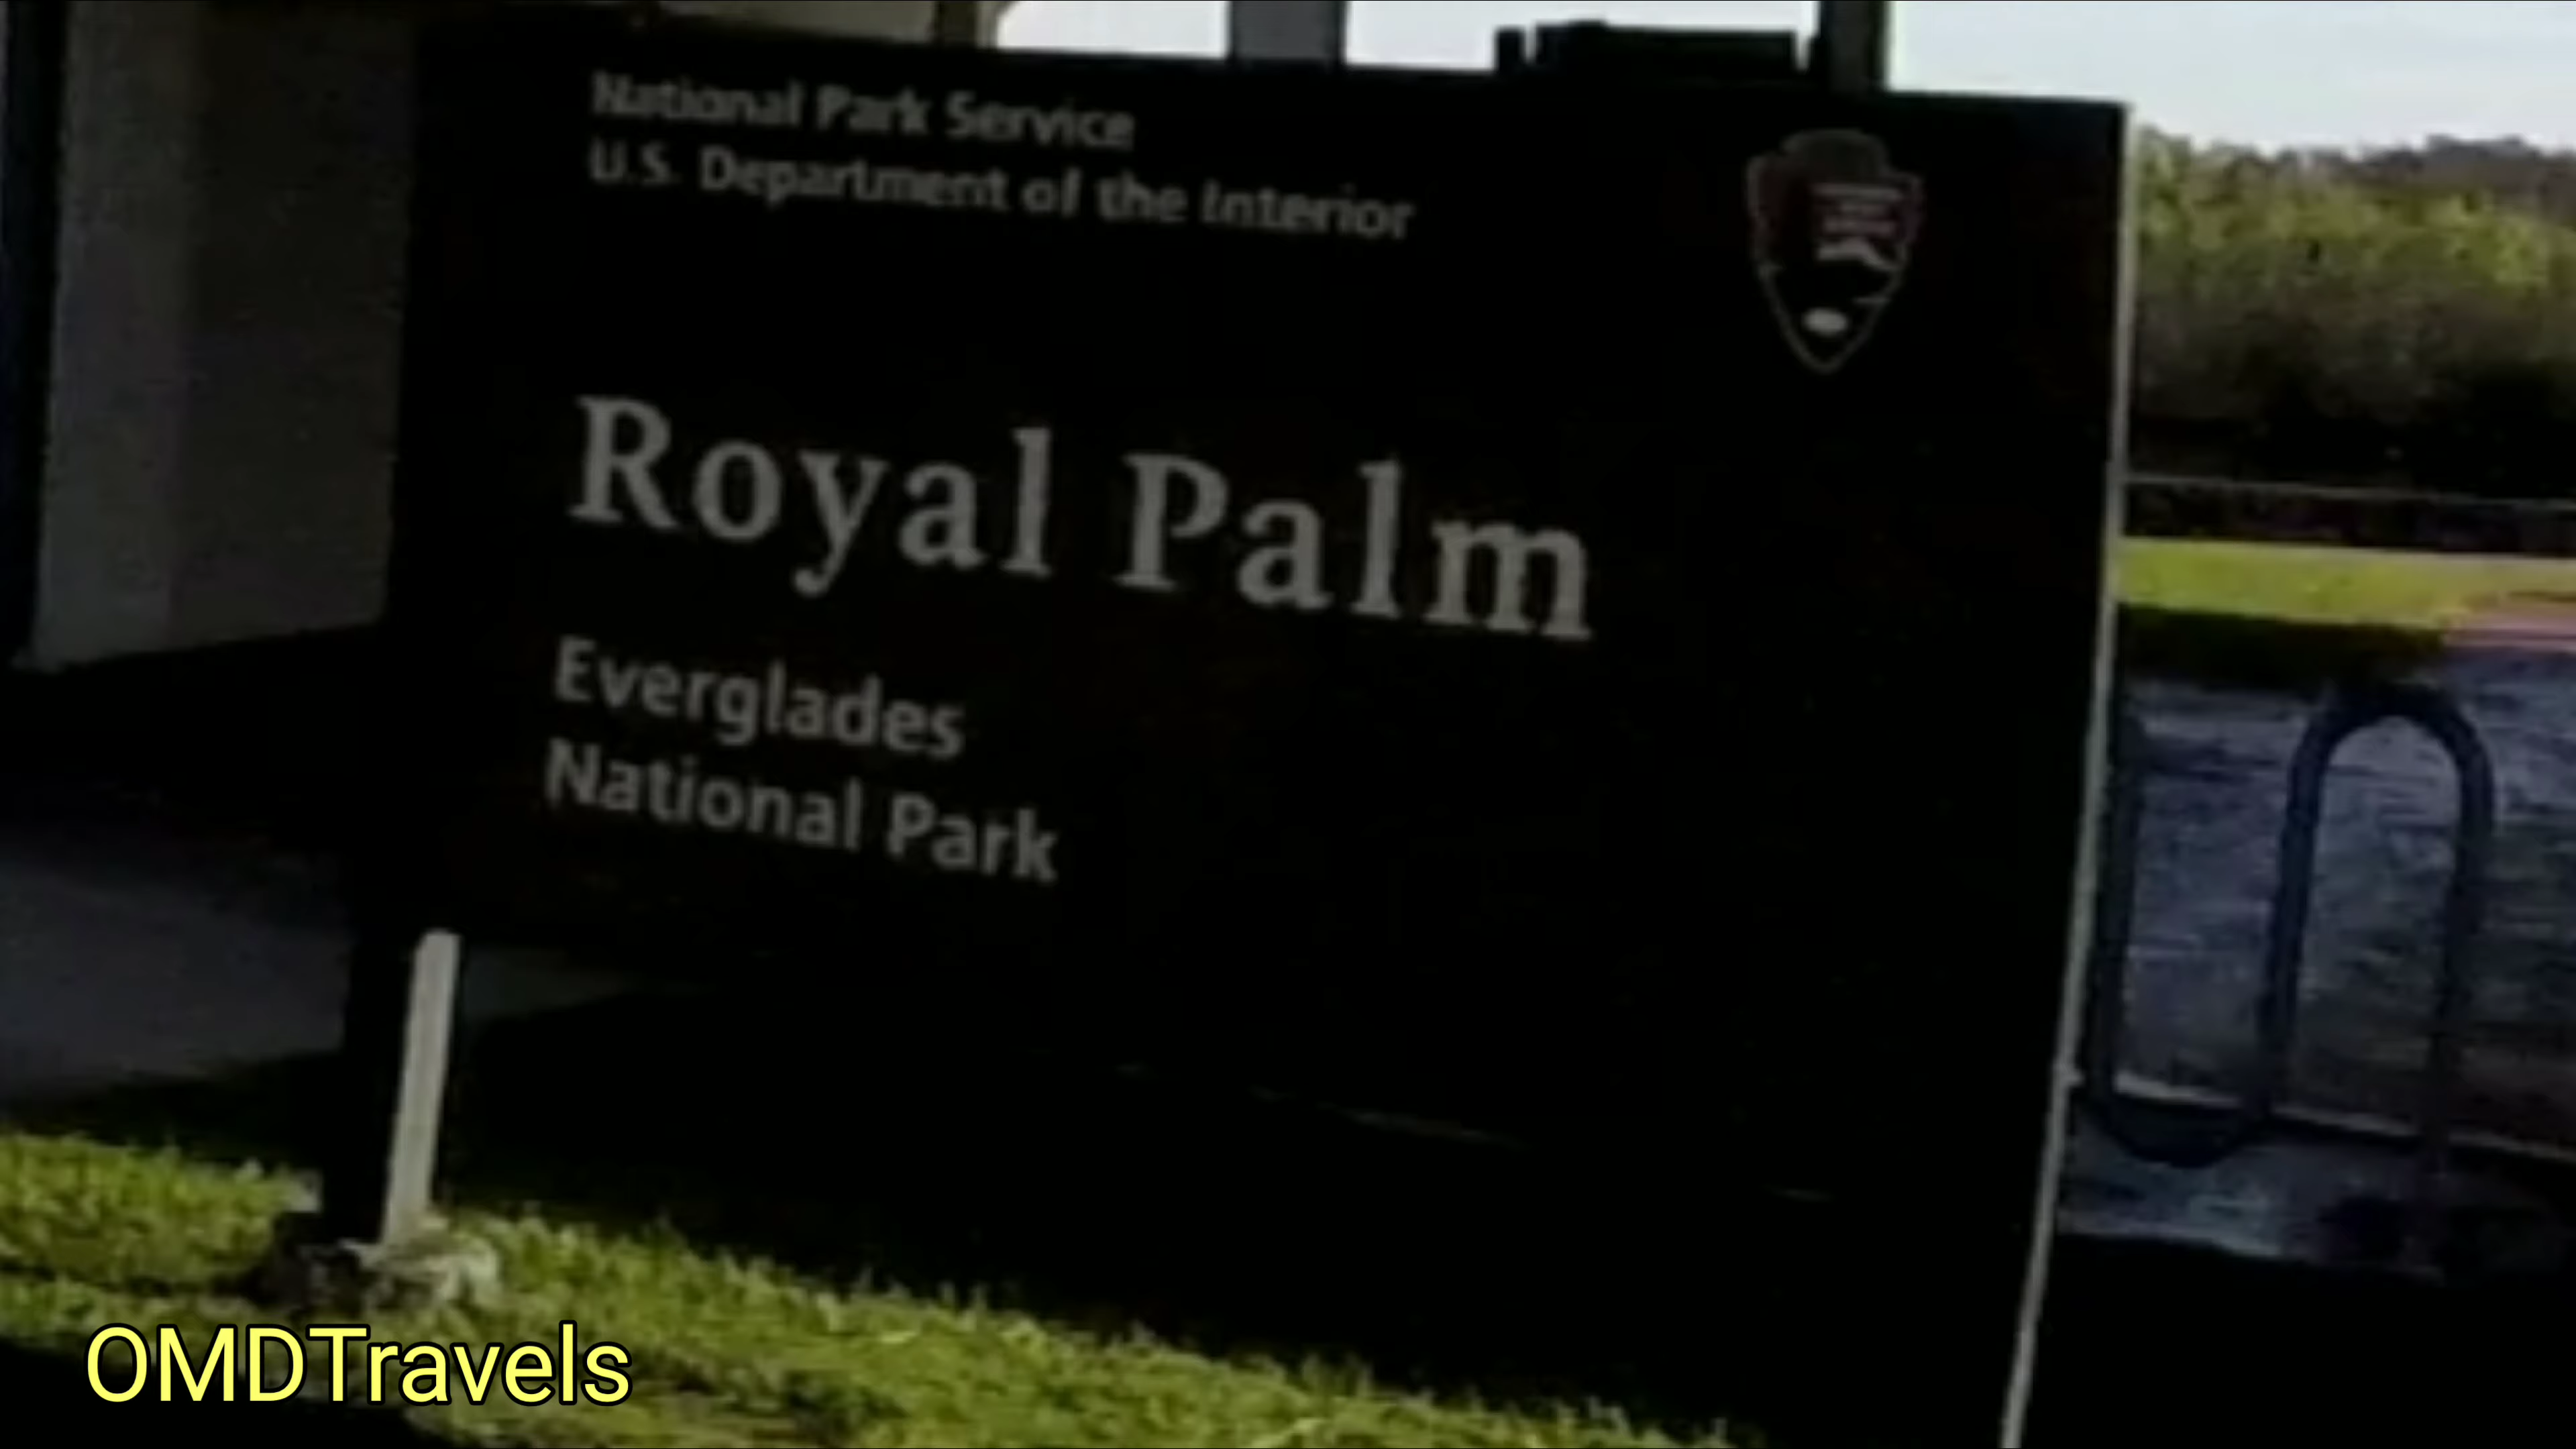 National Park Service
U.S. Department of the Interior
Royal Palm
Everglades
National Park
OMDTravels